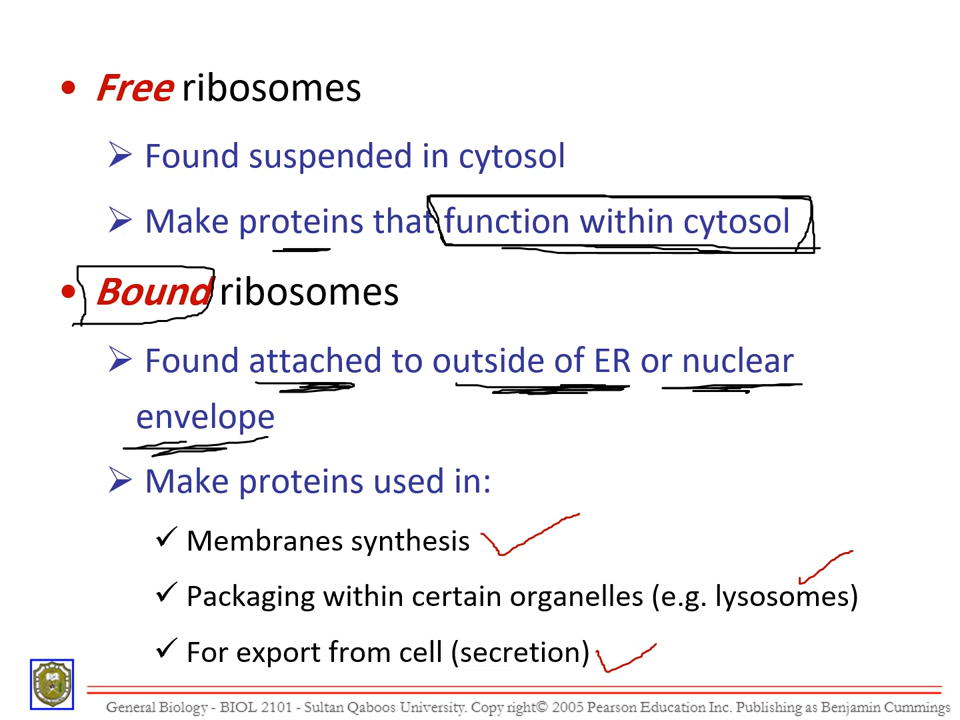 • Free ribosomes
➢ Found suspended in cytosol
➢ Make proteins that function within cytosol
• Bound ribosomes
➢ Found attached to outside of ER or nuclear
envelope
➢ Make proteins used in:
✓ Membranes synthesis
✓ Packaging within certain organelles (e.g. lysosomes)
✓ For export from cell (secretion)
General Biology - BIOL 2101 - Sultan Qaboos University. Copy right© 2005 Pearson Education Inc. Publishing as Benjamin Cummings